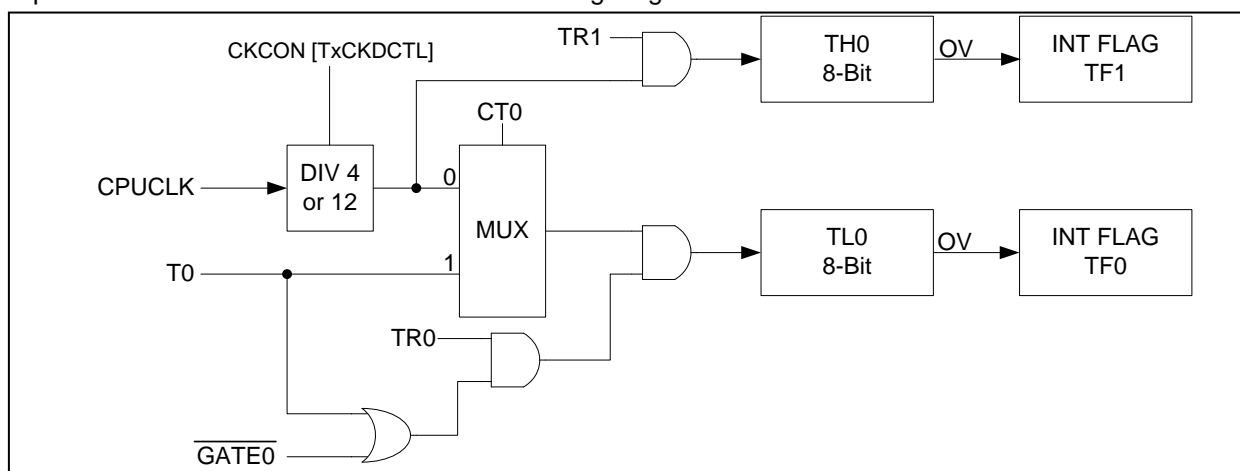 CKCON [TxCKDCTL]
TR1
TH0
8-Bit
OV
INT FLAG
TF1
CT0
CPUCLK
DIV 4
or 12
0
MUX
1
T0
TL0
8-Bit
OV
INT FLAG
TF0
TR0
GATE0